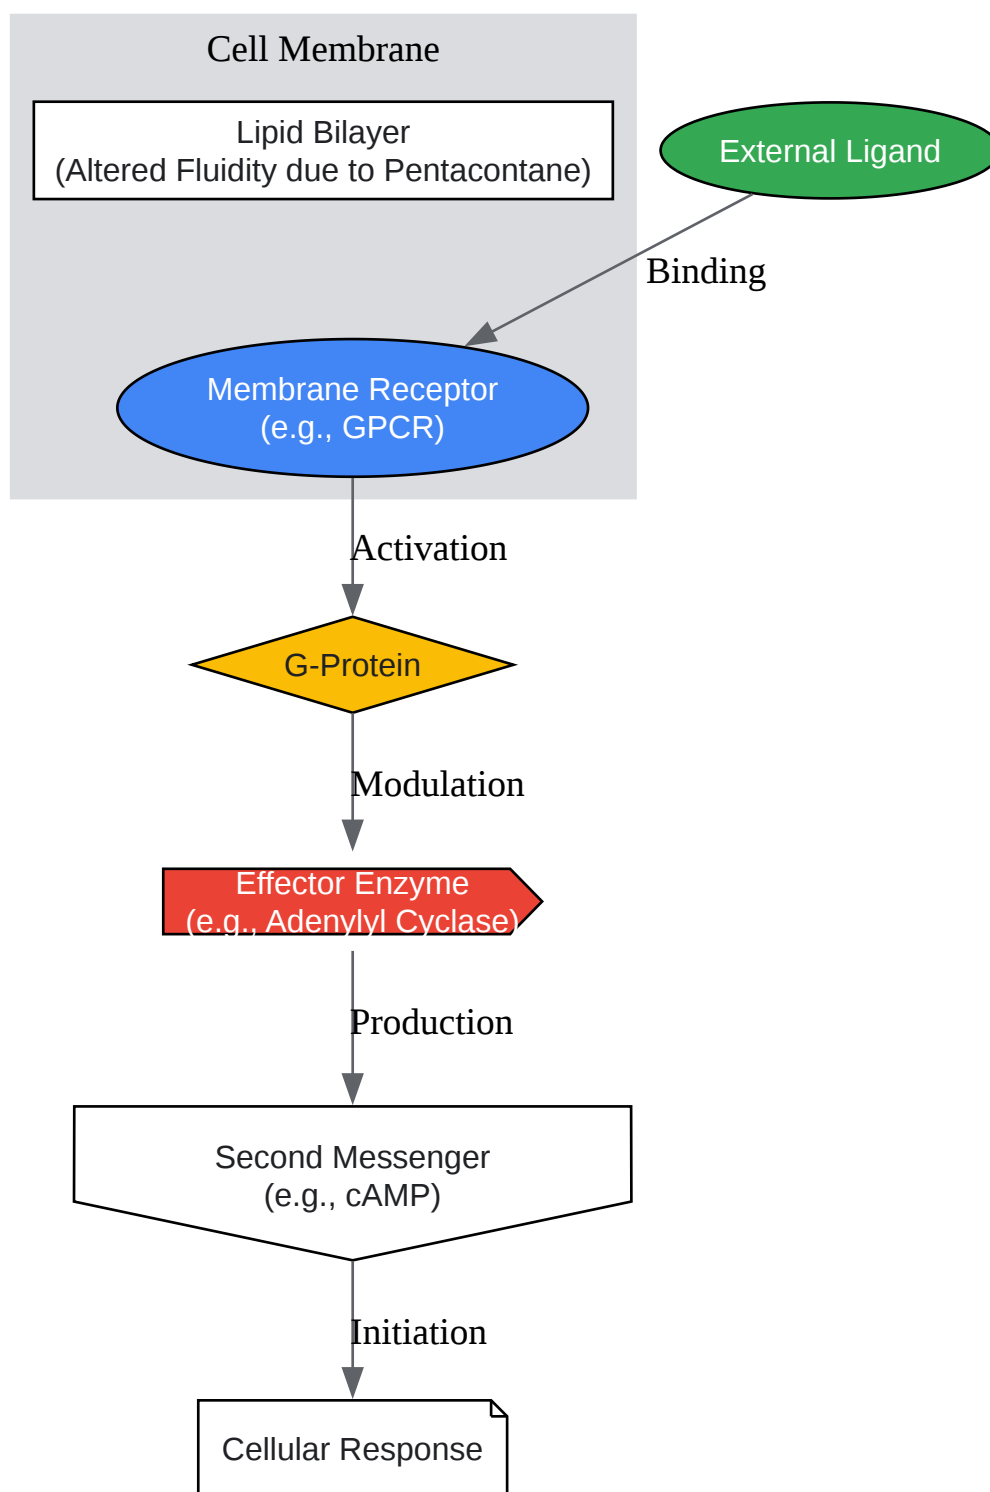 Cell Membrane
Lipid Bilayer
(Altered Fluidity due to Pentacontane)
External Ligand
Binding
Membrane Receptor
(e.g., GPCR)
Activation
G-Protein
Modulation
Effector Enzyme
(e.g., Adenylyl Cyclase)
Production
Second Messenger
(e.g., cAMP)
Initiation
Cellular Response